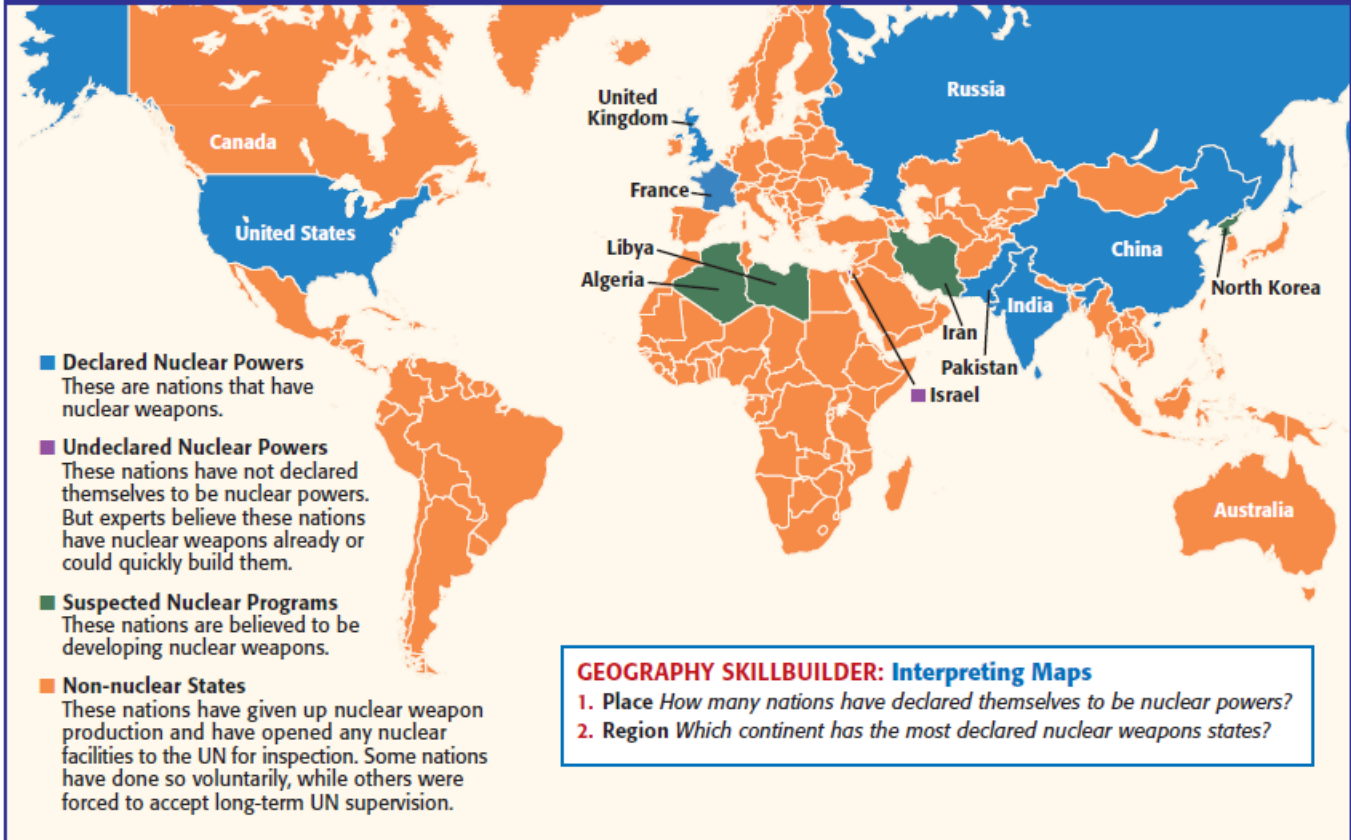 United
Kingdom
Russia
Canada
France
United States
Libya
Algeria
China
North Korea
India
Iran
Pakistan
Israel
Australia
Declared Nuclear Powers
These are nations that have
nuclear weapons.
Undeclared Nuclear Powers
These nations have not declared
themselves to be nuclear powers.
But experts believe these nations
have nuclear weapons already or
could quickly build them.
Suspected Nuclear Programs
These nations are believed to be
developing nuclear weapons.
Non-nuclear States
These nations have given up nuclear weapon
production and have opened any nuclear
facilities to the UN for inspection. Some nations
have done so voluntarily, while others were
forced to accept long-term UN supervision.
GEOGRAPHY SKILLBUILDER: Interpreting Maps
1. Place How many nations have declared themselves to be nuclear powers?
2. Region Which continent has the most declared nuclear weapons states?